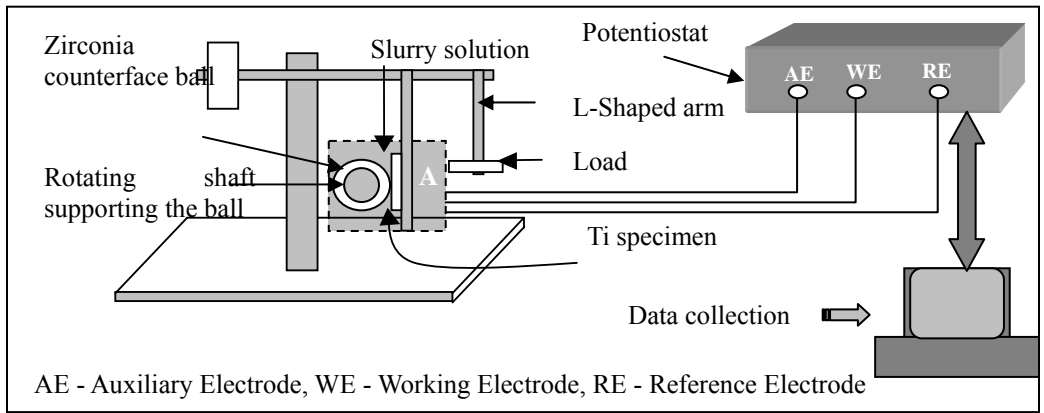 Zirconia
counterface ball
Slurry solution
Potentiostat
AE WE RE
L-Shaped arm
Load
A
Rotating shaft
supporting the ball
Ti specimen
Data collection
AE - Auxiliary Electrode, WE - Working Electrode, RE - Reference Electrode